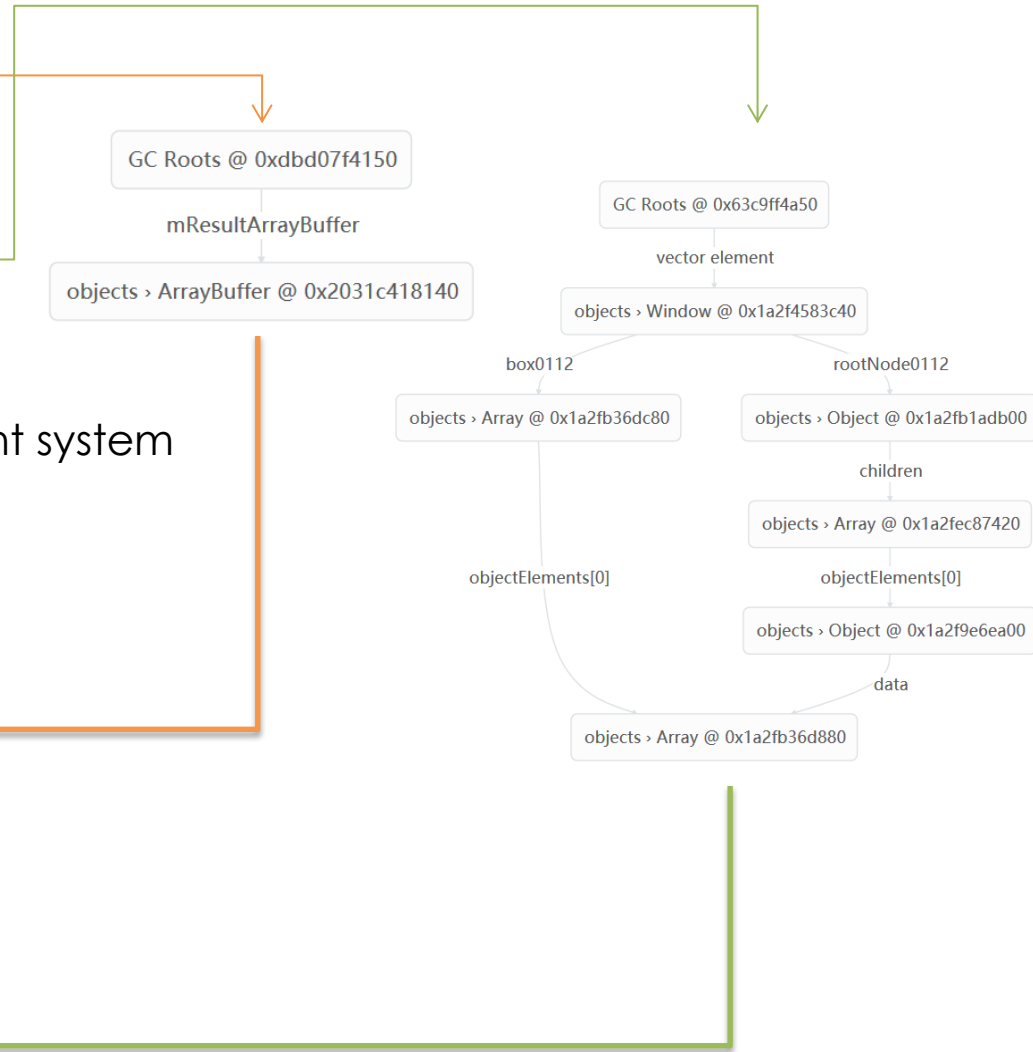 GC Roots @ 0xdbd07f4150
mResultArrayBuffer
objects › ArrayBuffer @ 0x2031c418140
nt system
GC Roots @ 0x63c9ff4a50
vector element
objects › Window @ 0x1a2f4583c40
box0112
rootNode0112
objects › Array @ 0x1a2fb36dc80
objects › Object @ 0x1a2fb1adb00
children
objects › Array @ 0x1a2fec87420
objectElements[0]
objectElements[0]
objects › Object @ 0x1a2f9e6ea00
data
objects › Array @ 0x1a2fb36d880